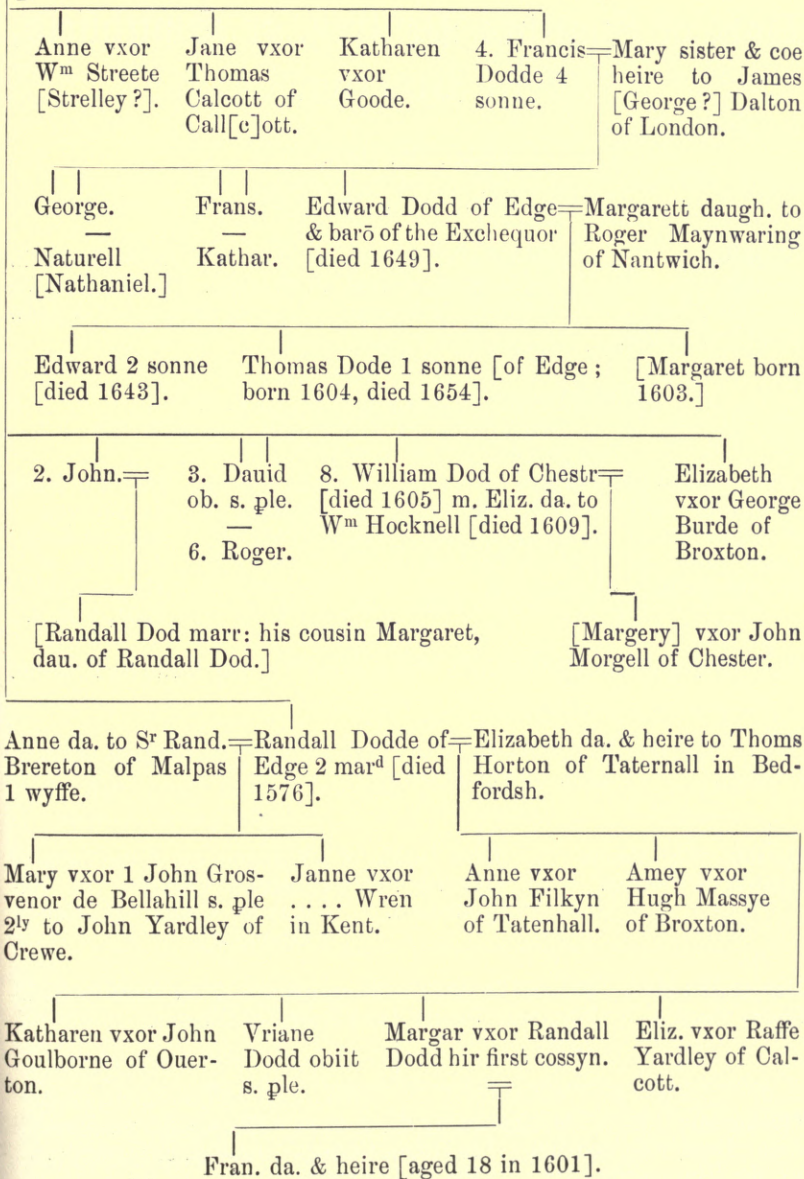 Anne vxor
Wᵐ Streete
[Strelley?].
Jane vxor
Thomas
Calcott of
Call[c]ott.
Katharen
vxor
Goode.
4. Francis=Mary sister & coe
Dodde 4
sonne.
heire to James
[George?] Dalton
of London.
George.
—
Naturell
[Nathaniel.]
Frans.
—
Kathar.
Edward Dodd of Edge=Margarett daugh. to
& barō of the Exchequor
[died 1649].
Roger Maynwaring
of Nantwich.
Edward 2 sonne
[died 1643].
Thomas Dode 1 sonne [of Edge;
born 1604, died 1654].
[Margaret born
1603.]
2. John.=
3. Dauid
ob. s. ꝑle.
—
6. Roger.
8. William Dod of Chestr=
[died 1605] m. Eliz. da. to
Wᵐ Hocknell [died 1609].
Elizabeth
vxor George
Burde of
Broxton.
[Randall Dod marr: his cousin Margaret,
dau. of Randall Dod.]
[Margery] vxor John
Morgell of Chester.
Anne da. to Sʳ Rand.=Randall Dodde of=Elizabeth da. & heire to Thoms
Brereton of Malpas
1 wyffe.
Edge 2 marᵈ [died
1576].
Horton of Taternall in Bed-
fordsh.
Mary vxor 1 John Gros-
venor de Bellahill s. ꝑle
2ˡʸ to John Yardley of
Crewe.
Janne vxor
. . . . Wren
in Kent.
Anne vxor
John Filkyn
of Tatenhall.
Amey vxor
Hugh Massye
of Broxton.
Katharen vxor John
Goulborne of Ouer-
ton.
Vriane
Dodd obiit
s. ꝑle.
Margar vxor Randall
Dodd hir first cossyn.
=
Eliz. vxor Raffe
Yardley of Cal-
cott.
Fran. da. & heire [aged 18 in 1601].